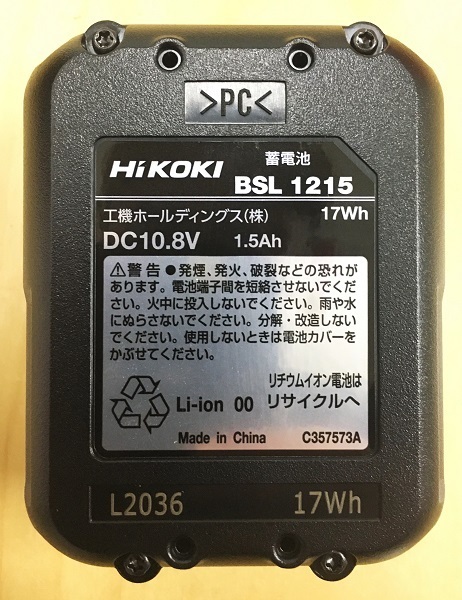 >PC<
HiKOKI
蓄電池
BSL 1215
工機ホールディングス(株) 17Wh
DC10.8V 1.5Ah
⚠警告 ●発煙、発火、破裂などの恐れが
あります。電池端子間を短絡させないでくだ
さい。火中に投入しないでください。雨や水
にぬらさないでください。分解・改造しない
でください。使用しないときは電池カバーを
かぶせてください。
Li-ion 00
リチウムイオン電池は
リサイクルへ
Made in China C357573A
L2036 17Wh